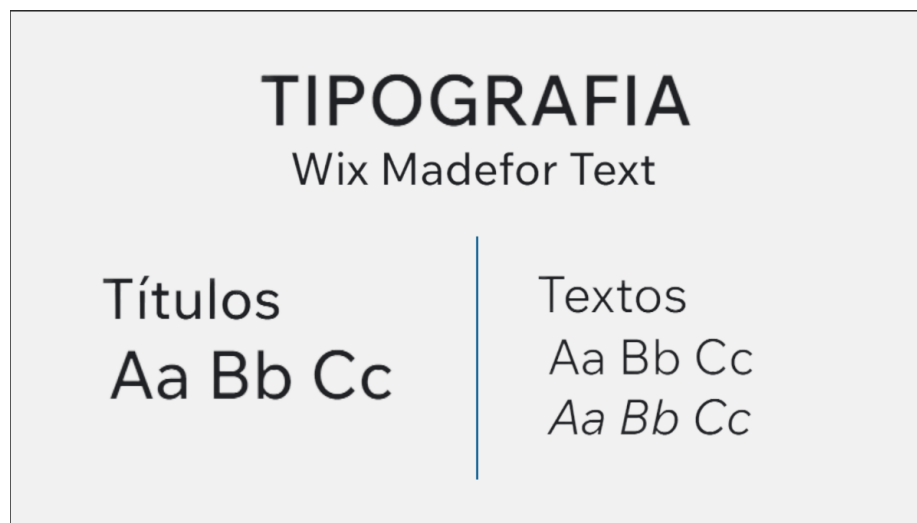 TIPOGRAFIA
Wix Madefor Text
Títulos
Aa Bb Cc
Textos
Aa Bb Cc
Aa Bb Cc